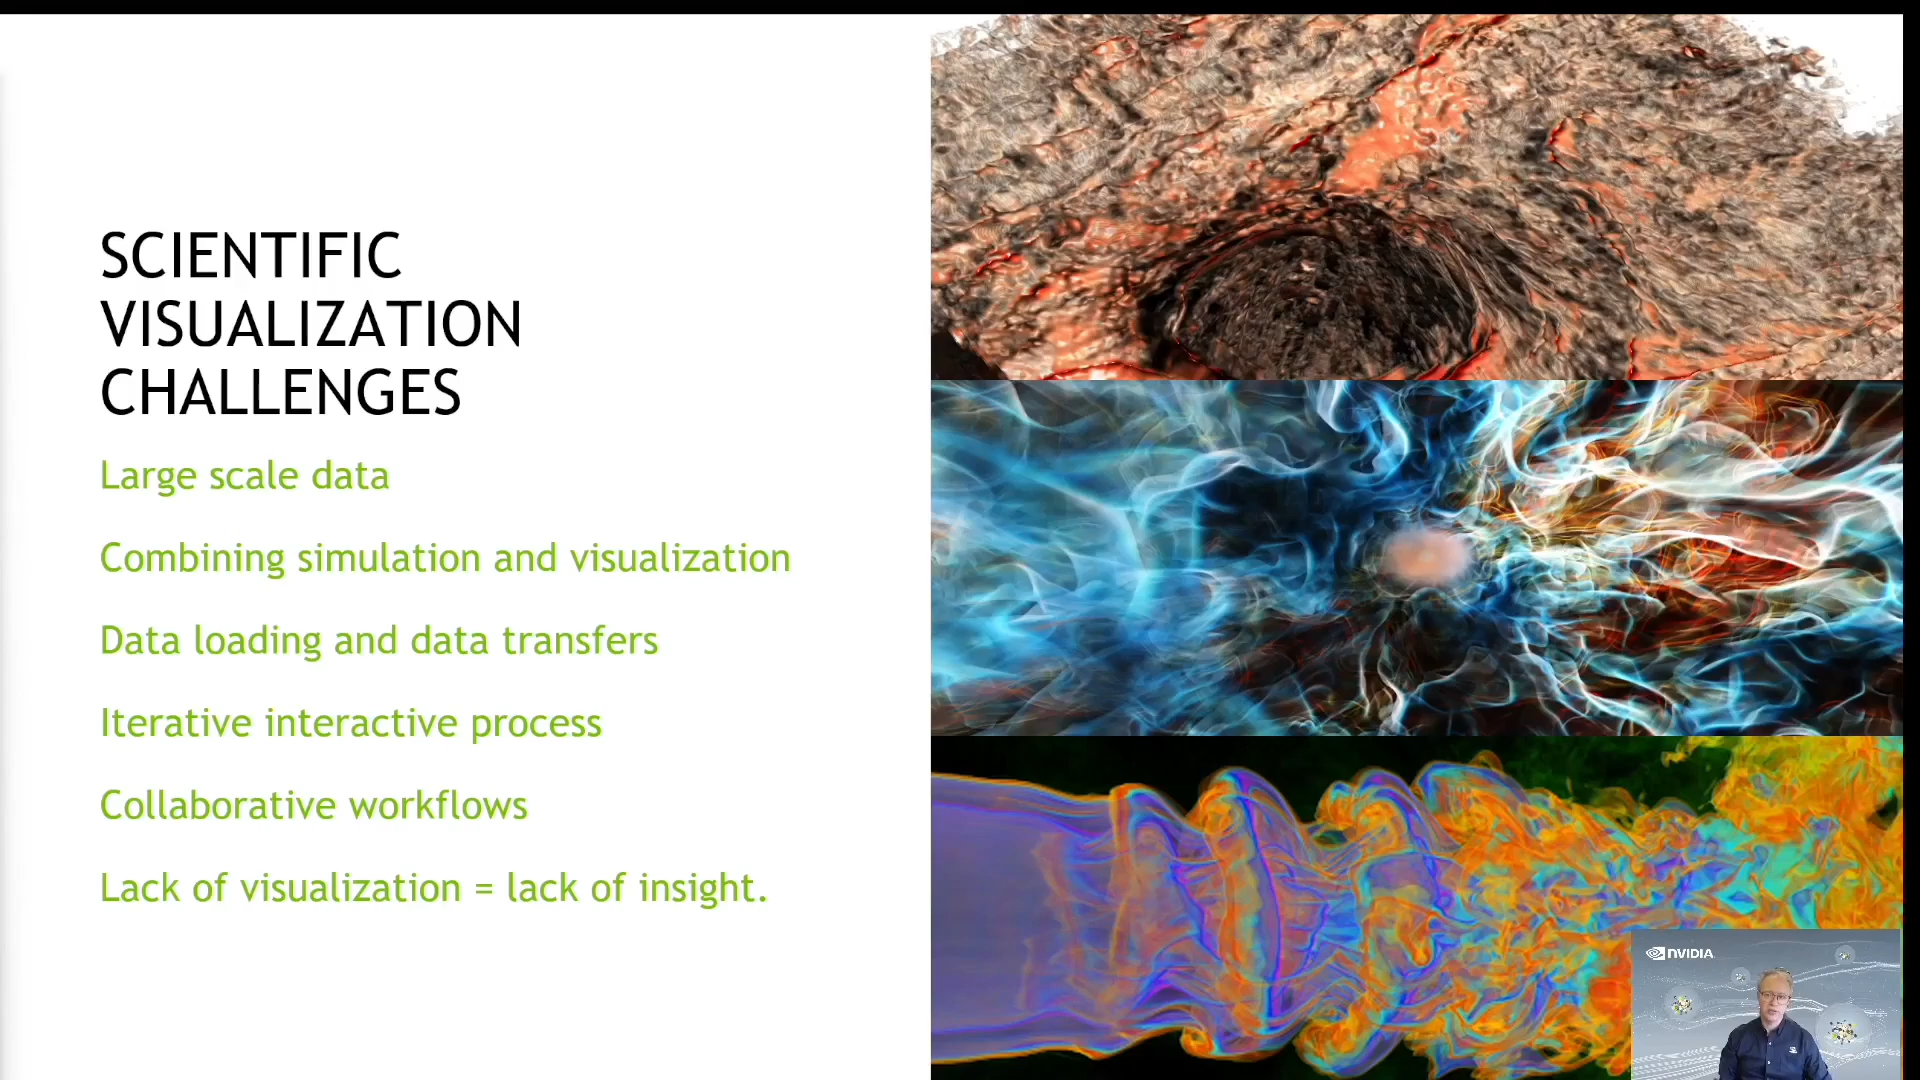 SCIENTIFIC
VISUALIZATION
CHALLENGES
Large scale data
Combining simulation and visualization
Data loading and data transfers
Iterative interactive process
Collaborative workflows
Lack of visualization = lack of insight.
NVIDIA